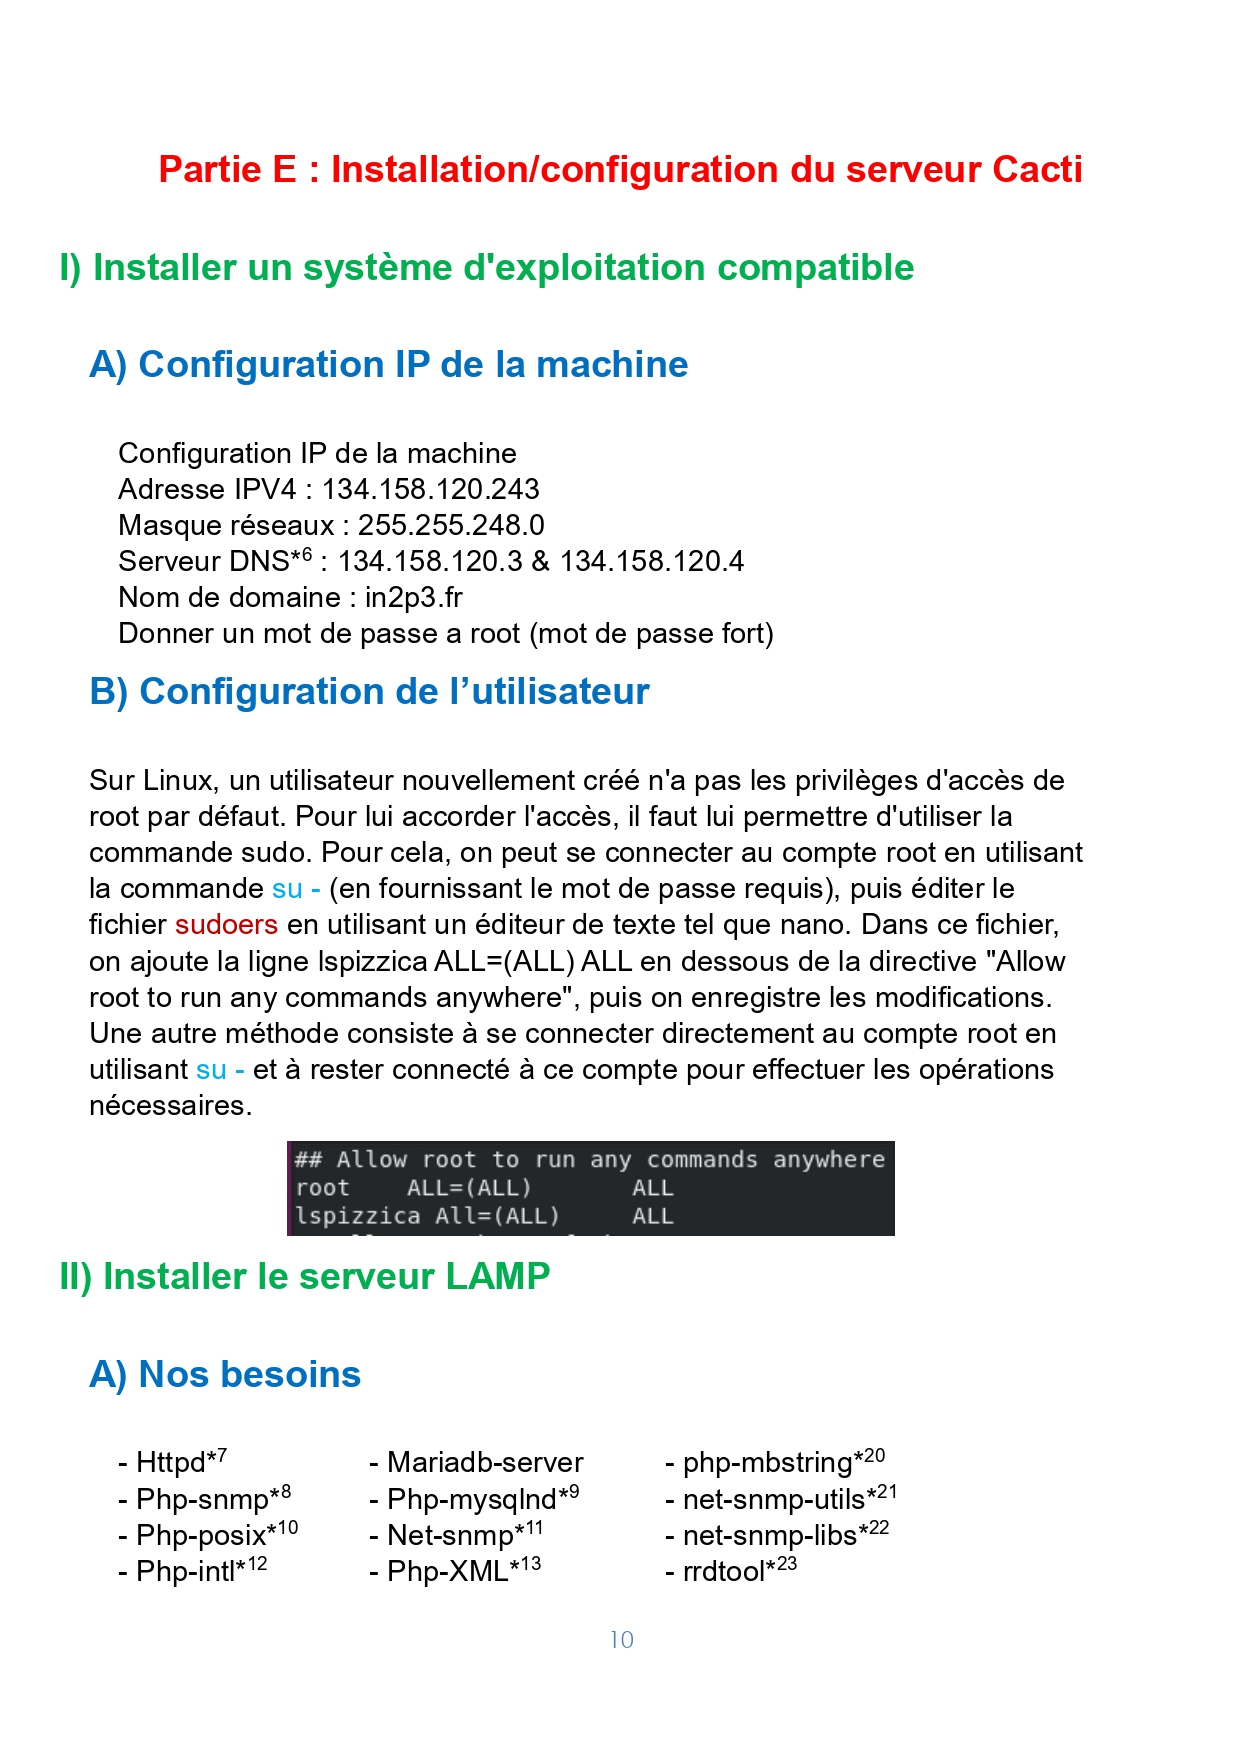 Partie E : Installation/configuration du serveur Cacti
I) Installer un système d'exploitation compatible
A) Configuration IP de la machine
Configuration IP de la machine
Adresse IPV4 : 134.158.120.243
Masque réseaux : 255.255.248.0
Serveur DNS*6 : 134.158.120.3 & 134.158.120.4
Nom de domaine : in2p3.fr
Donner un mot de passe a root (mot de passe fort)
B) Configuration de l’utilisateur
Sur Linux, un utilisateur nouvellement créé n'a pas les privilèges d'accès de
root par défaut. Pour lui accorder l'accès, il faut lui permettre d'utiliser la
commande sudo. Pour cela, on peut se connecter au compte root en utilisant
la commande su - (en fournissant le mot de passe requis), puis éditer le
fichier sudoers en utilisant un éditeur de texte tel que nano. Dans ce fichier,
on ajoute la ligne lspizzica ALL=(ALL) ALL en dessous de la directive "Allow
root to run any commands anywhere", puis on enregistre les modifications.
Une autre méthode consiste à se connecter directement au compte root en
utilisant su - et à rester connecté à ce compte pour effectuer les opérations
nécessaires.
## Allow root to run any commands anywhere
root ALL=(ALL) ALL
lspizzica All=(ALL) ALL
II) Installer le serveur LAMP
A) Nos besoins
- Httpd*7 - Mariadb-server - php-mbstring*20
- Php-snmp*8 - Php-mysqlnd*9 - net-snmp-utils*21
- Php-posix*10 - Net-snmp*11 - net-snmp-libs*22
- Php-intl*12 - Php-XML*13 - rrdtool*23
10